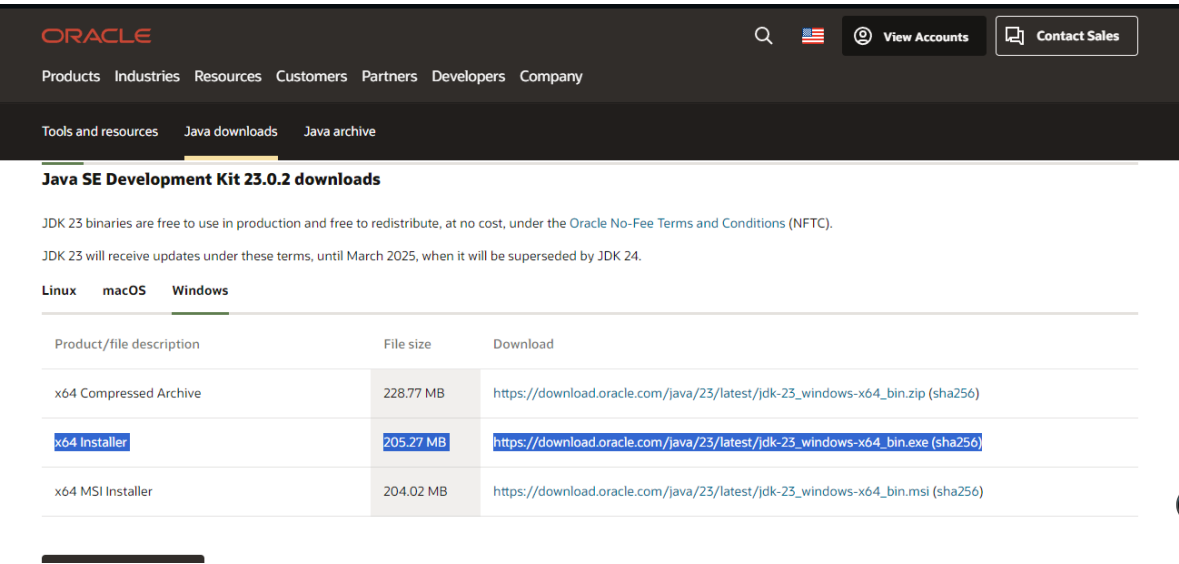 ORACLE
View Accounts
Contact Sales
Products Industries Resources Customers Partners Developers Company
Tools and resources Java downloads Java archive
Java SE Development Kit 23.0.2 downloads
JDK 23 binaries are free to use in production and free to redistribute, at no cost, under the Oracle No-Fee Terms and Conditions (NFTC).
JDK 23 will receive updates under these terms, until March 2025, when it will be superseded by JDK 24.
Linux macOS Windows
Product/file description File size Download
x64 Compressed Archive 228.77 MB https://download.oracle.com/java/23/latest/jdk-23_windows-x64_bin.zip (sha256)
x64 Installer 205.27 MB https://download.oracle.com/java/23/latest/jdk-23_windows-x64_bin.exe (sha256)
x64 MSI Installer 204.02 MB https://download.oracle.com/java/23/latest/jdk-23_windows-x64_bin.msi (sha256)